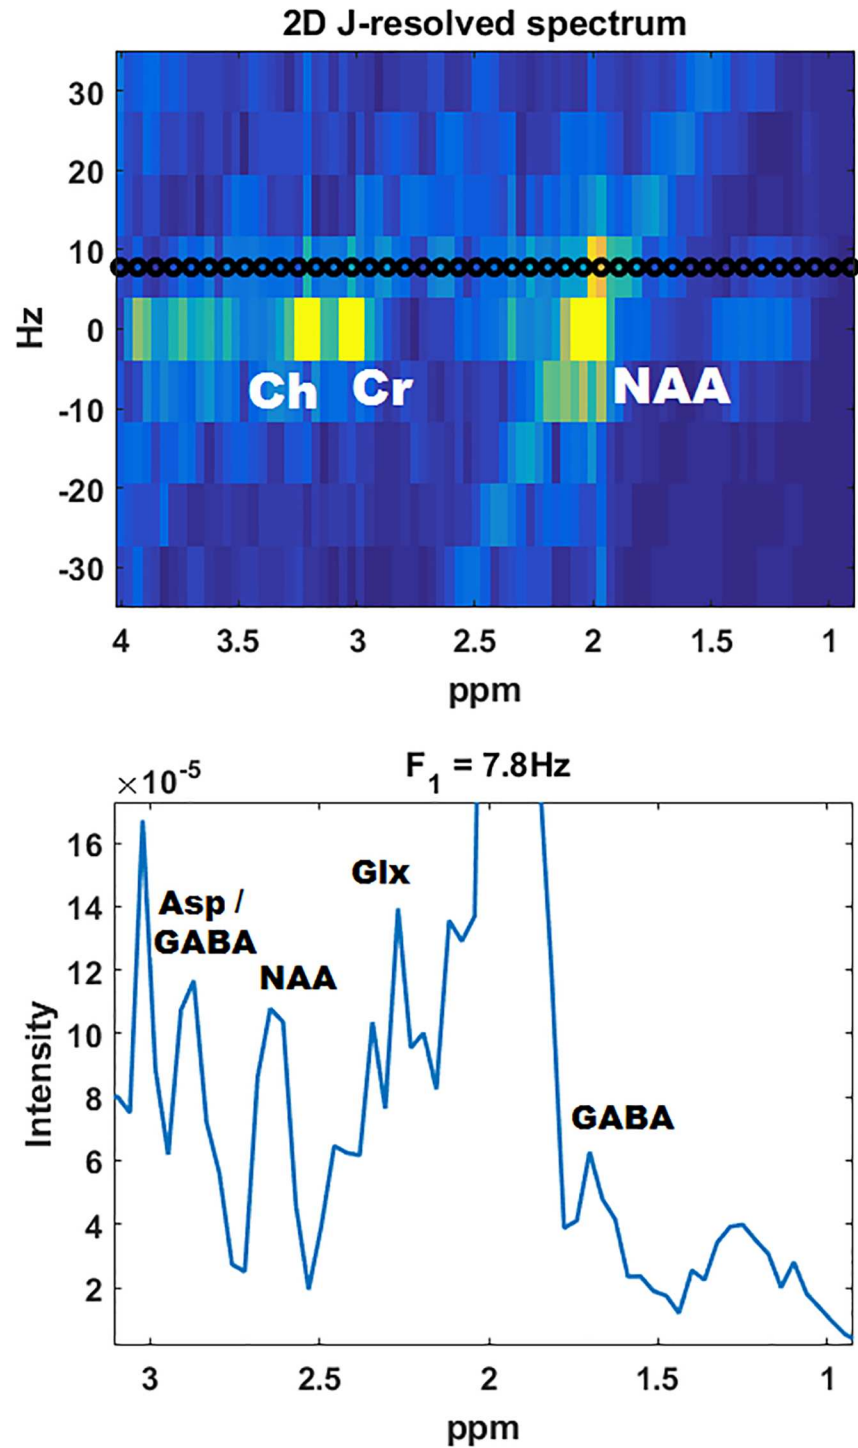 2D J-resolved spectrum
Hz
30
20
10
0
-10
-20
-30
Ch Cr NAA
4 3.5 3 2.5 2 1.5 1
ppm
×10-5
F1 = 7.8Hz
Intensity
16
14
12
10
8
6
4
2
Glx
Asp /
GABA
NAA
GABA
3 2.5 2 1.5 1
ppm